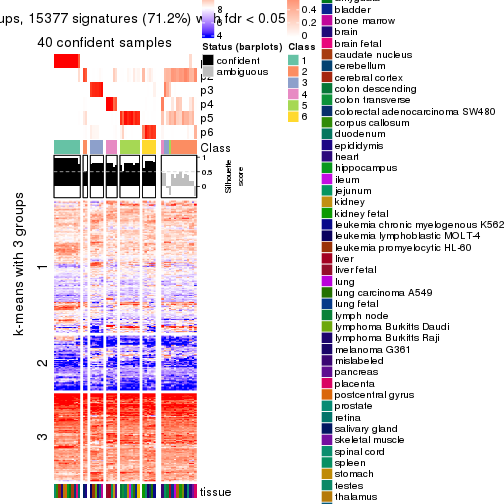 ups, 15377 signatures (71.2%) with fdr < 0.05
40 confident samples
p3
p4
p5
p6
Class
1
0.5
0
Silhouette
score
k-means with 3 groups
1
2
3
tissue
8
6
4
Status (barplots)
confident
ambiguous
0.4
0.2
0
Class
1
2
3
4
5
6
bladder
bone marrow
brain
brain fetal
caudate nucleus
cerebellum
cerebral cortex
colon descending
colon transverse
colorectal adenocarcinoma SW480
corpus callosum
duodenum
epididymis
heart
hippocampus
ileum
jejunum
kidney
kidney fetal
leukemia chronic myelogenous K562
leukemia lymphoblastic MOLT-4
leukemia promyelocytic HL-60
liver
liver fetal
lung
lung carcinoma A549
lung fetal
lymph node
lymphoma Burkitts Daudi
lymphoma Burkitts Raji
melanoma G361
mislabeled
pancreas
placenta
postcentral gyrus
prostate
retina
salivary gland
skeletal muscle
spinal cord
spleen
stomach
testes
thalamus